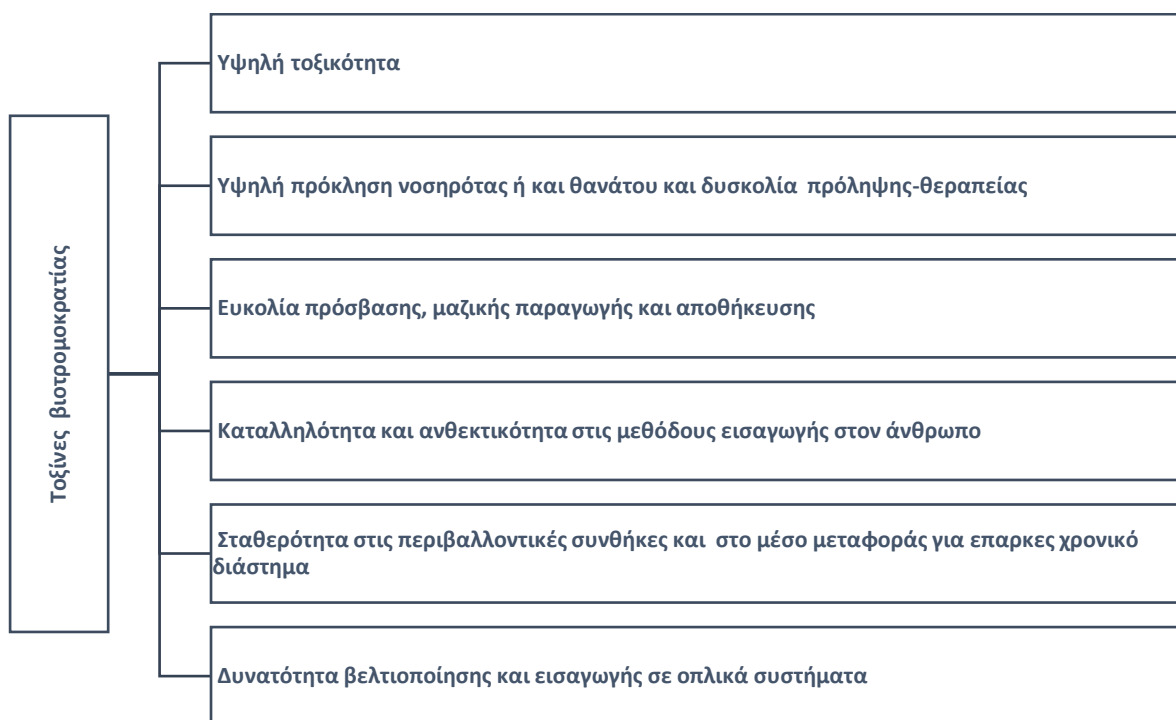 Τοξίνες βιοτρομοκρατίας
Υψηλή τοξικότητα
Υψηλή πρόκληση νοσηρότας ή και θανάτου και δυσκολία πρόληψης-θεραπείας
Ευκολία πρόσβασης, μαζικής παραγωγής και αποθήκευσης
Καταλληλότητα και ανθεκτικότητα στις μεθόδους εισαγωγής στον άνθρωπο
Σταθερότητα στις περιβαλλοντικές συνθήκες και στο μέσο μεταφοράς για επαρκες χρονικό
διάστημα
Δυνατότητα βελτιοποίησης και εισαγωγής σε οπλικά συστήματα